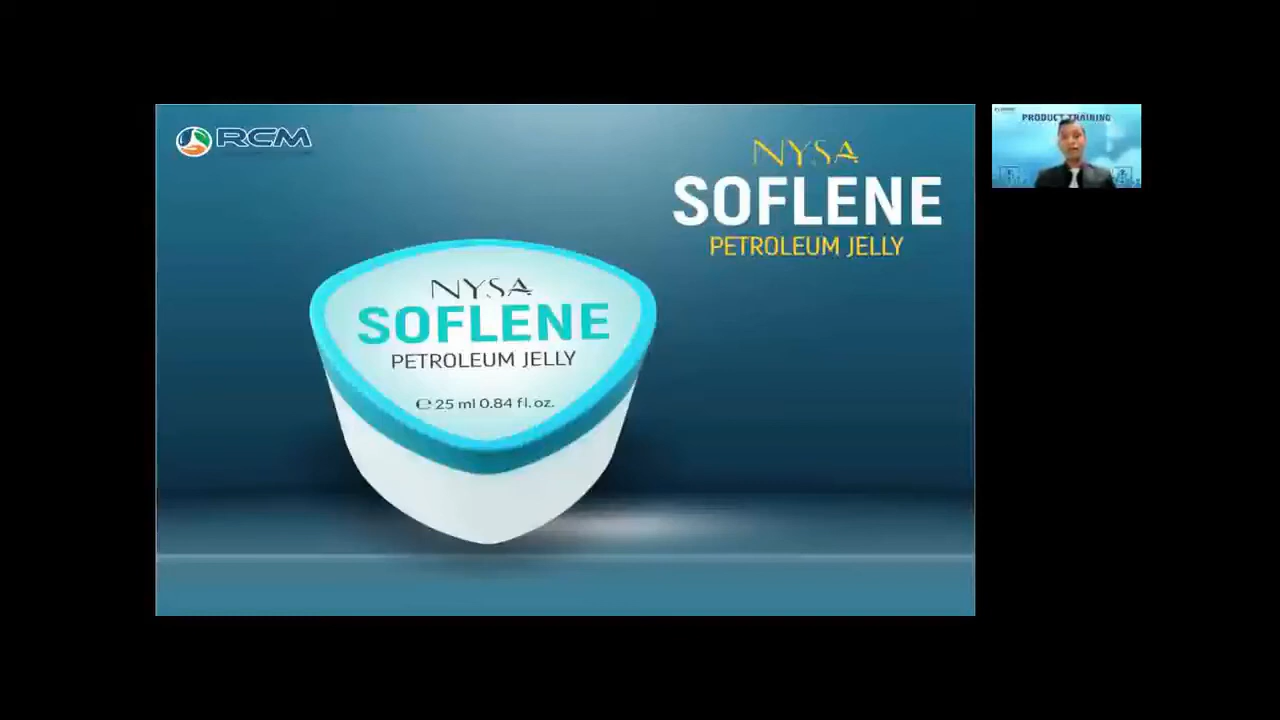 RCM
NYSA
SOFLENE
PETROLEUM JELLY
NYSA
SOFLENE
PETROLEUM JELLY
℮ 25 ml 0.84 fl. oz.
PRODUCT TRAINING